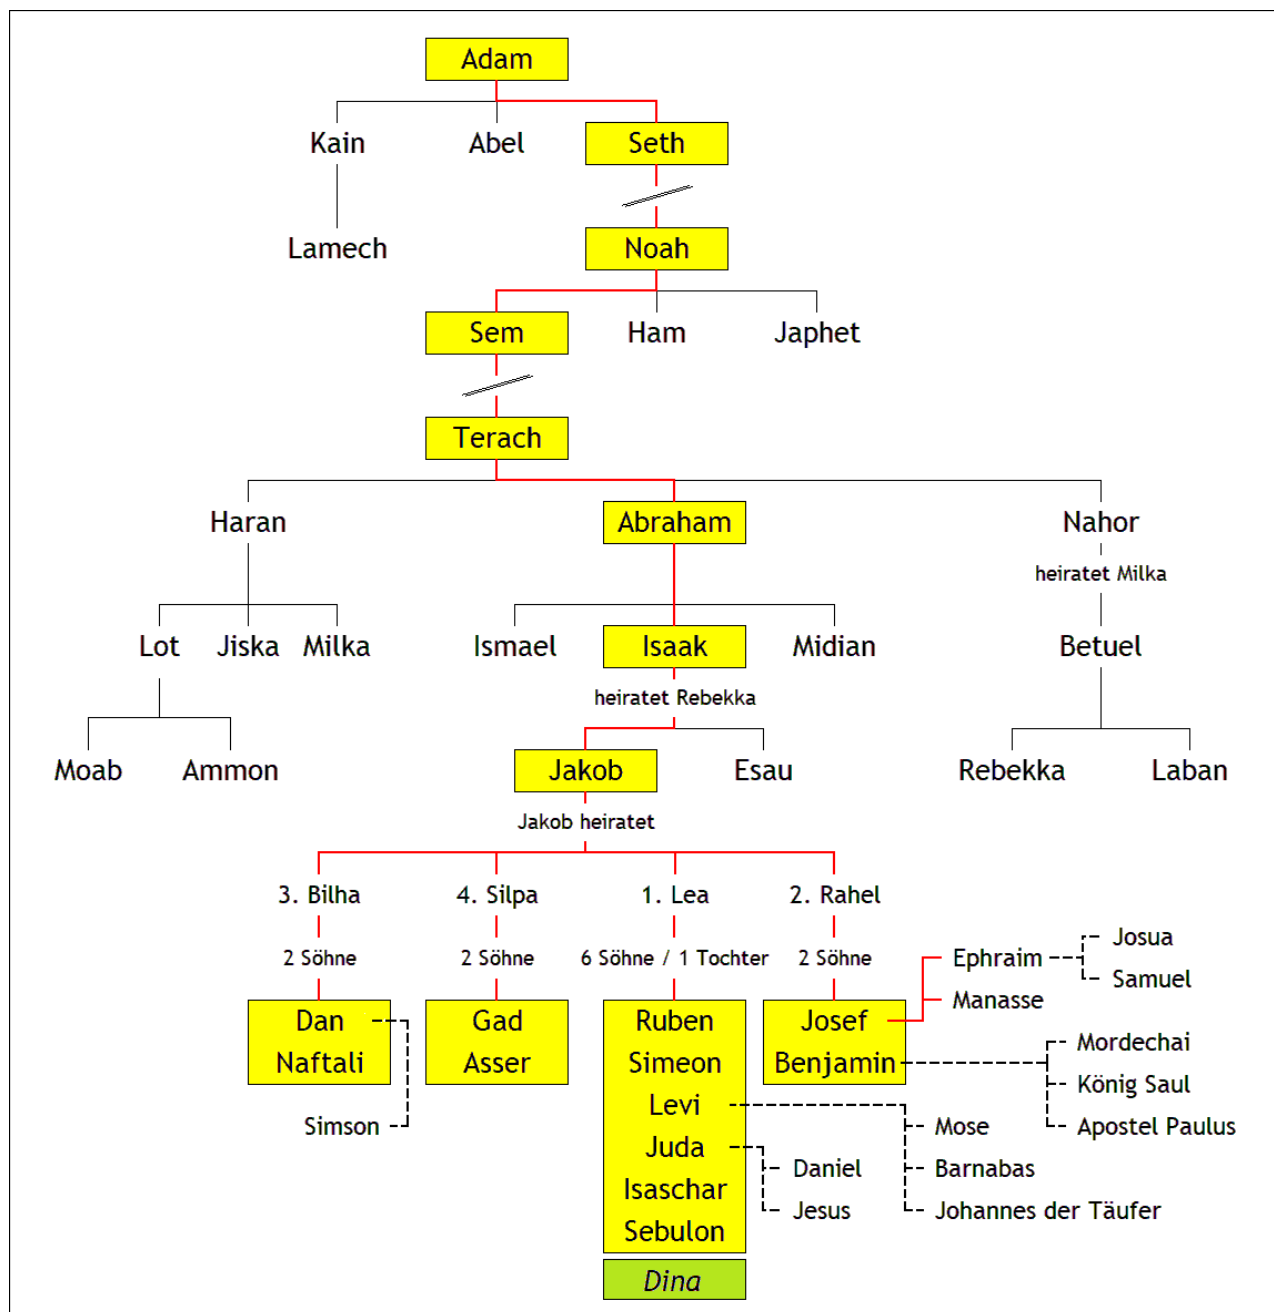 Adam
Kain Abel Seth
Lamech Noah
Sem Ham Japhet
Terach
Haran Abraham Nahor
heiratet Milka
Lot Jiska Milka Ismael Isaak Midian Betuel
heiratet Rebekka
Moab Ammon Jakob Esau Rebekka Laban
Jakob heiratet
3. Bilha 4. Silpa 1. Lea 2. Rahel
2 Söhne 2 Söhne 6 Söhne / 1 Tochter 2 Söhne
Josua
Ephraim
Samuel
Manasse
Dan Gad Ruben Josef
Mordechai
Naftali Asser Simeon Benjamin
König Saul
Levi
Simson Mose Apostel Paulus
Juda
Daniel Barnabas
Isaschar
Jesus Johannes der Täufer
Sebulon
Dina